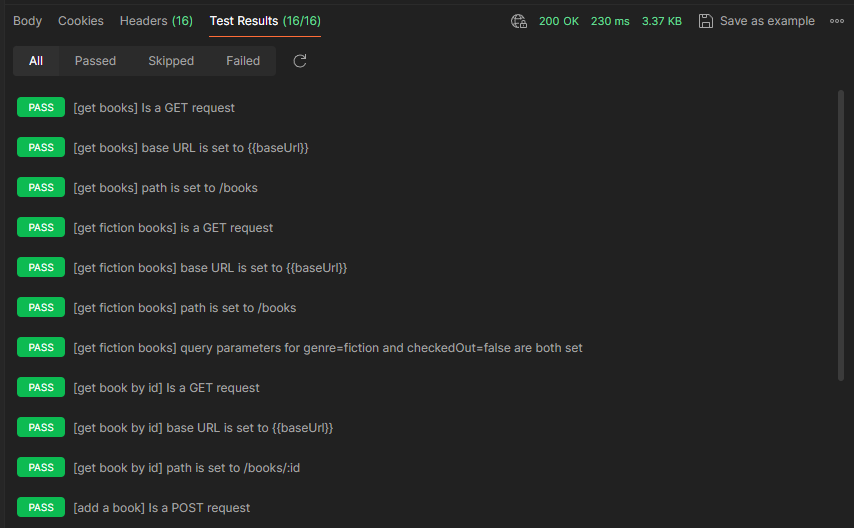 Body Cookies Headers (16) Test Results (16/16) 200 OK 230 ms 3.37 KB Save as example
All Passed Skipped Failed
PASS [get books] Is a GET request
PASS [get books] base URL is set to {{baseUrl}}
PASS [get books] path is set to /books
PASS [get fiction books] is a GET request
PASS [get fiction books] base URL is set to {{baseUrl}}
PASS [get fiction books] path is set to /books
PASS [get fiction books] query parameters for genre=fiction and checkedOut=false are both set
PASS [get book by id] Is a GET request
PASS [get book by id] base URL is set to {{baseUrl}}
PASS [get book by id] path is set to /books/:id
PASS [add a book] Is a POST request